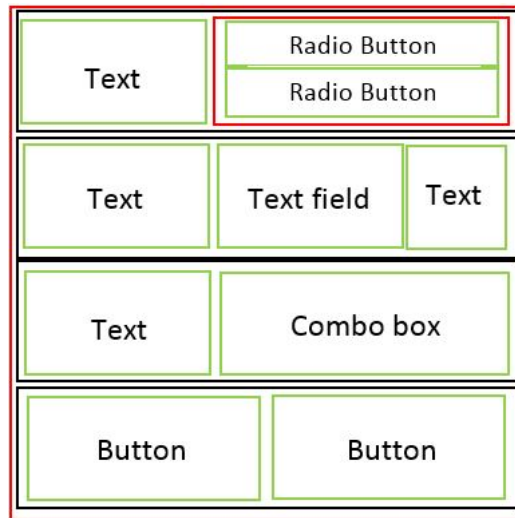 Text
Radio Button
Radio Button
Text
Text field
Text
Text
Combo box
Button
Button